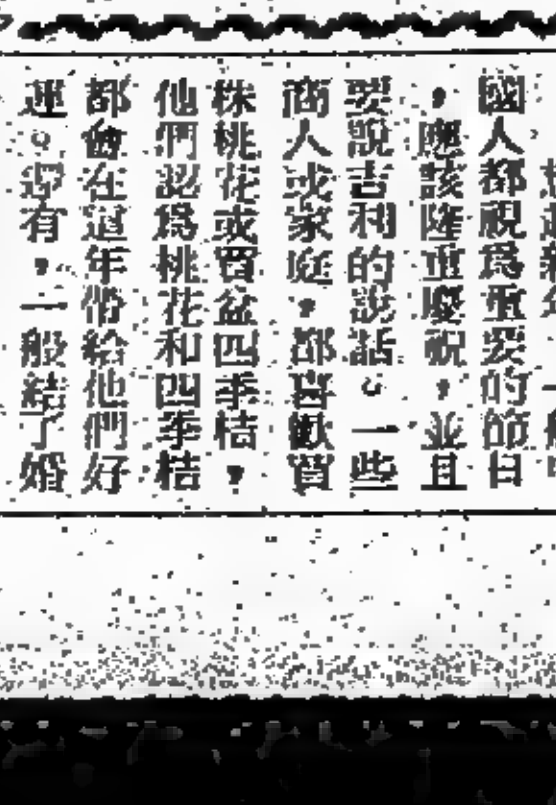 國人都視爲重要的節日
，應該隆重慶祝，並且
要說吉利的說話。一些
商人或家庭，都喜歡買
株桃花或買盆四季桔，
他們認爲桃花和四季桔
都會在這年帶給他們好
運。還有，一般結了婚